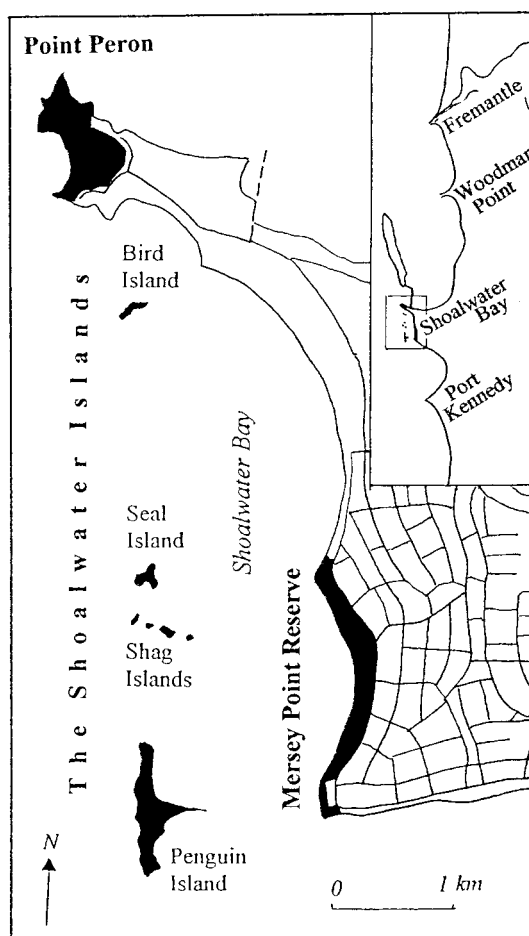 Point Peron
Fremantle
Woodman
Point
Shoalwater
Bay
Port
Kennedy
Bird
Island
The Shoalwater Islands
Shoalwater Bay
Seal
Island
Shag
Islands
Mersey Point Reserve
Penguin
Island
N
0 1 km